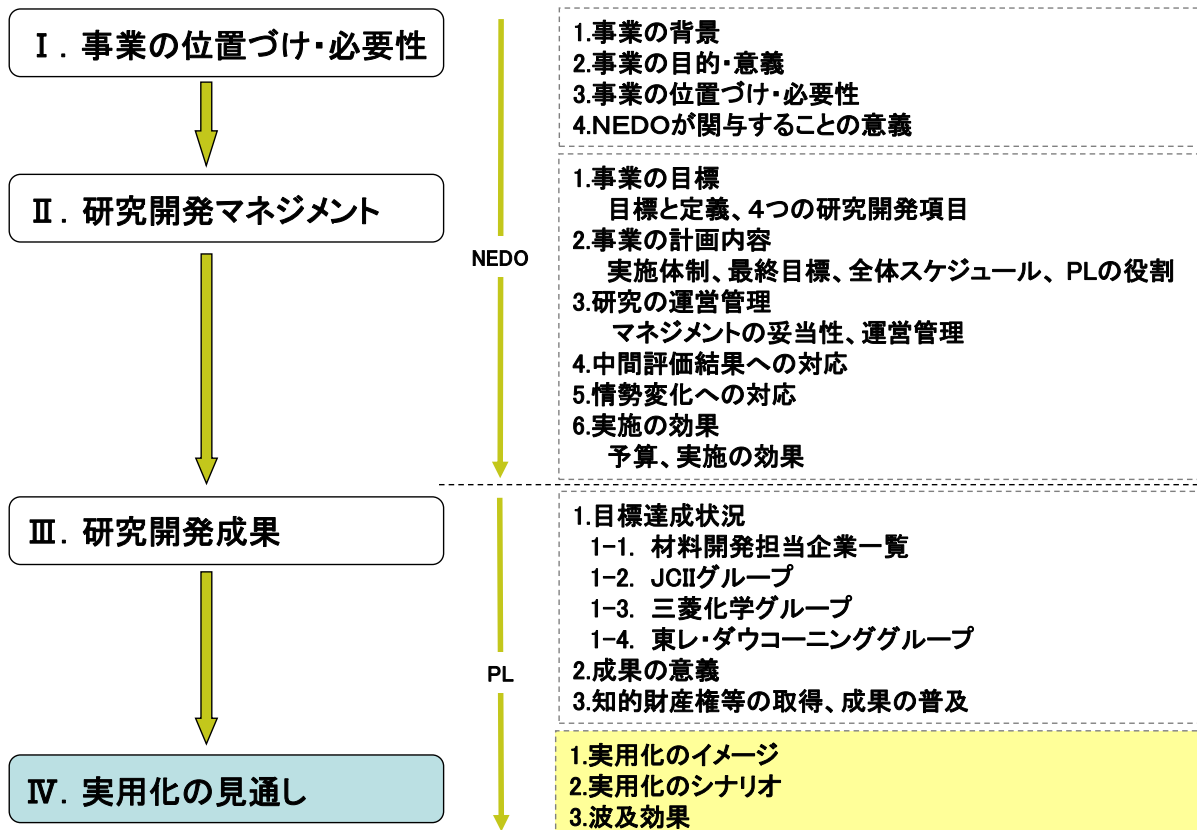 Ⅰ．事業の位置づけ・必要性
1.事業の背景
2.事業の目的・意義
3.事業の位置づけ・必要性
4.NEDOが関与することの意義
Ⅱ．研究開発マネジメント
NEDO
1.事業の目標
目標と定義、4つの研究開発項目
2.事業の計画内容
実施体制、最終目標、全体スケジュール、PLの役割
3.研究の運営管理
マネジメントの妥当性、運営管理
4.中間評価結果への対応
5.情勢変化への対応
6.実施の効果
予算、実施の効果
Ⅲ．研究開発成果
PL
1.目標達成状況
1-1. 材料開発担当企業一覧
1-2. JCIIグループ
1-3. 三菱化学グループ
1-4. 東レ・ダウコーニンググループ
2.成果の意義
3.知的財産権等の取得、成果の普及
Ⅳ．実用化の見通し
1.実用化のイメージ
2.実用化のシナリオ
3.波及効果